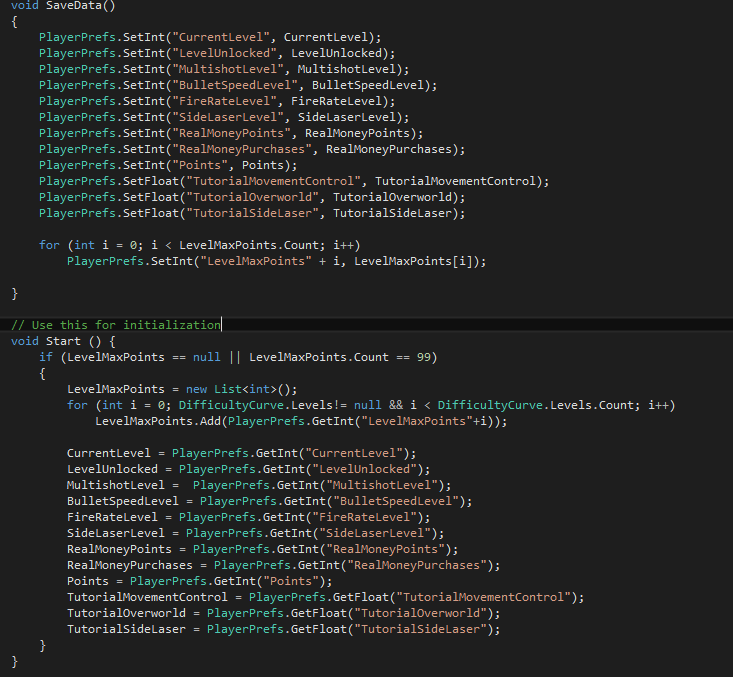 void SaveData()
{
    PlayerPrefs.SetInt("CurrentLevel", CurrentLevel);
    PlayerPrefs.SetInt("LevelUnlocked", LevelUnlocked);
    PlayerPrefs.SetInt("MultishotLevel", MultishotLevel);
    PlayerPrefs.SetInt("BulletSpeedLevel", BulletSpeedLevel);
    PlayerPrefs.SetInt("FireRateLevel", FireRateLevel);
    PlayerPrefs.SetInt("SideLaserLevel", SideLaserLevel);
    PlayerPrefs.SetInt("RealMoneyPoints", RealMoneyPoints);
    PlayerPrefs.SetInt("RealMoneyPurchases", RealMoneyPurchases);
    PlayerPrefs.SetInt("Points", Points);
    PlayerPrefs.SetFloat("TutorialMovementControl", TutorialMovementControl);
    PlayerPrefs.SetFloat("TutorialOverworld", TutorialOverworld);
    PlayerPrefs.SetFloat("TutorialSideLaser", TutorialSideLaser);

    for (int i = 0; i < LevelMaxPoints.Count; i++)
        PlayerPrefs.SetInt("LevelMaxPoints" + i, LevelMaxPoints[i]);

}

// Use this for initialization
void Start () {
    if (LevelMaxPoints == null || LevelMaxPoints.Count == 99)
    {
        LevelMaxPoints = new List<int>();
        for (int i = 0; DifficultyCurve.Levels!= null && i < DifficultyCurve.Levels.Count; i++)
            LevelMaxPoints.Add(PlayerPrefs.GetInt("LevelMaxPoints"+i));

        CurrentLevel = PlayerPrefs.GetInt("CurrentLevel");
        LevelUnlocked = PlayerPrefs.GetInt("LevelUnlocked");
        MultishotLevel =  PlayerPrefs.GetInt("MultishotLevel");
        BulletSpeedLevel = PlayerPrefs.GetInt("BulletSpeedLevel");
        FireRateLevel = PlayerPrefs.GetInt("FireRateLevel");
        SideLaserLevel = PlayerPrefs.GetInt("SideLaserLevel");
        RealMoneyPoints = PlayerPrefs.GetInt("RealMoneyPoints");
        RealMoneyPurchases = PlayerPrefs.GetInt("RealMoneyPurchases");
        Points = PlayerPrefs.GetInt("Points");
        TutorialMovementControl = PlayerPrefs.GetFloat("TutorialMovementControl");
        TutorialOverworld = PlayerPrefs.GetFloat("TutorialOverworld");
        TutorialSideLaser = PlayerPrefs.GetFloat("TutorialSideLaser");
    }
}